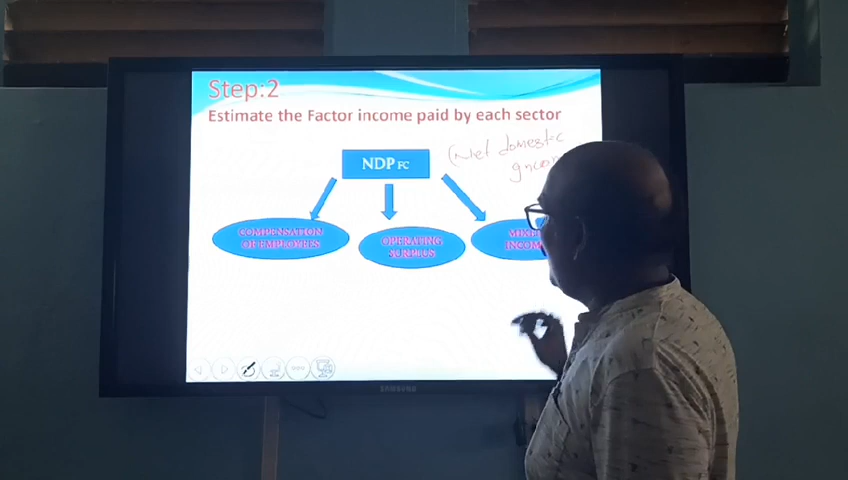 Step:2
Estimate the Factor income paid by each sector
(Net domestic
NDP FC
COMPENSATION
OF EMPLOYEES
OPERATING
SURPLUS
SAMSUNG